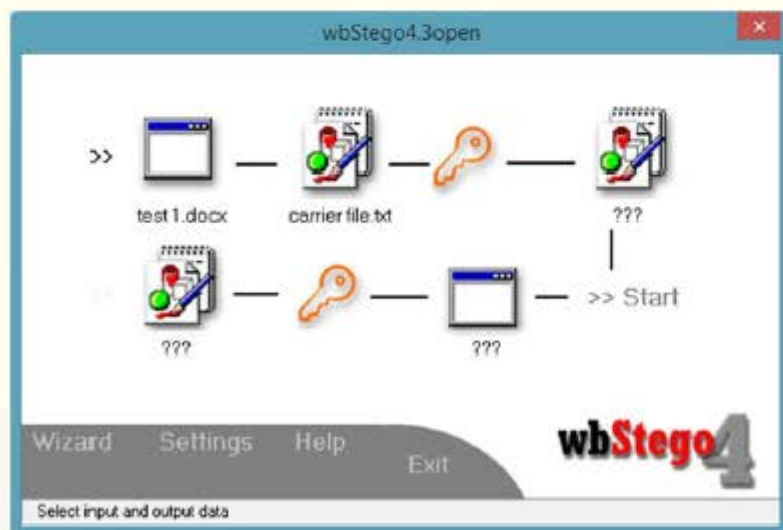 wbStego4.3open
>>
test1.docx
carrier file.txt
???
>>
???
???
>> Start
Wizard Settings Help
Exit
wbStego4
Select input and output data